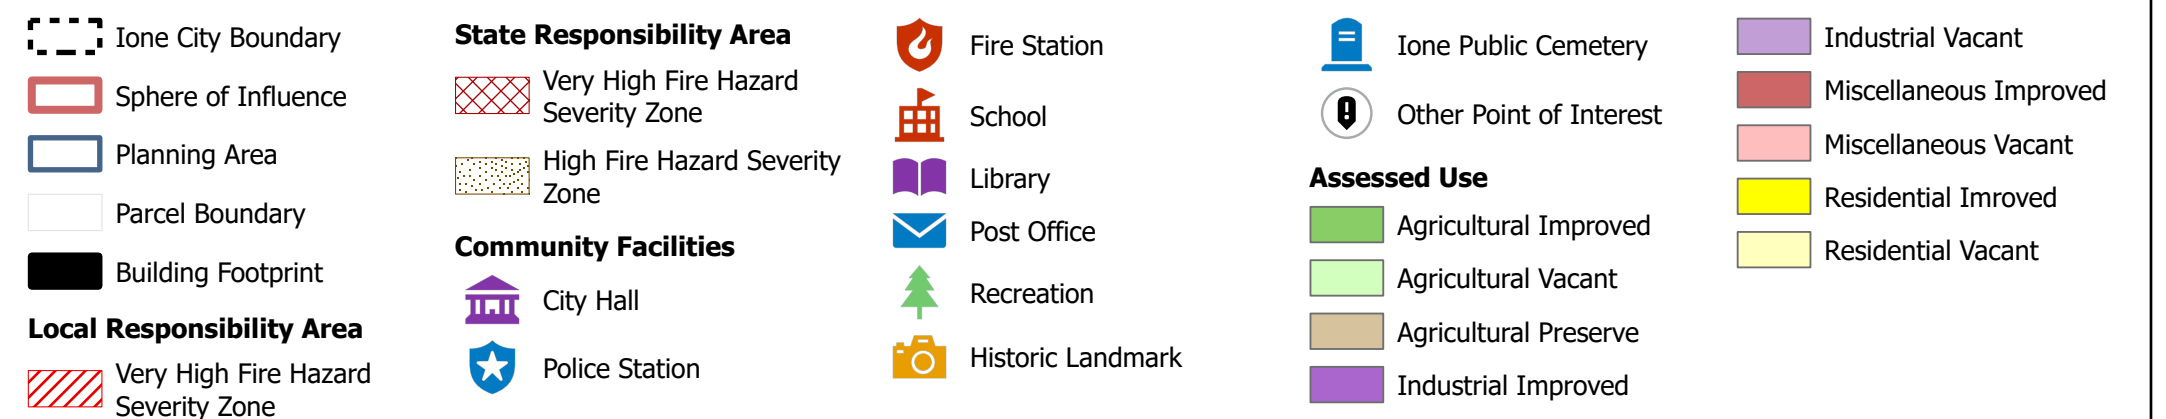 Ione City Boundary
Sphere of Influence
Planning Area
Parcel Boundary
Building Footprint
Local Responsibility Area
Very High Fire Hazard
Severity Zone
State Responsibility Area
Very High Fire Hazard
Severity Zone
High Fire Hazard Severity
Zone
Community Facilities
City Hall
Police Station
Fire Station
School
Library
Post Office
Recreation
Historic Landmark
Ione Public Cemetery
Other Point of Interest
Assessed Use
Agricultural Improved
Agricultural Vacant
Agricultural Preserve
Industrial Improved
Industrial Vacant
Miscellaneous Improved
Miscellaneous Vacant
Residential Imroved
Residential Vacant